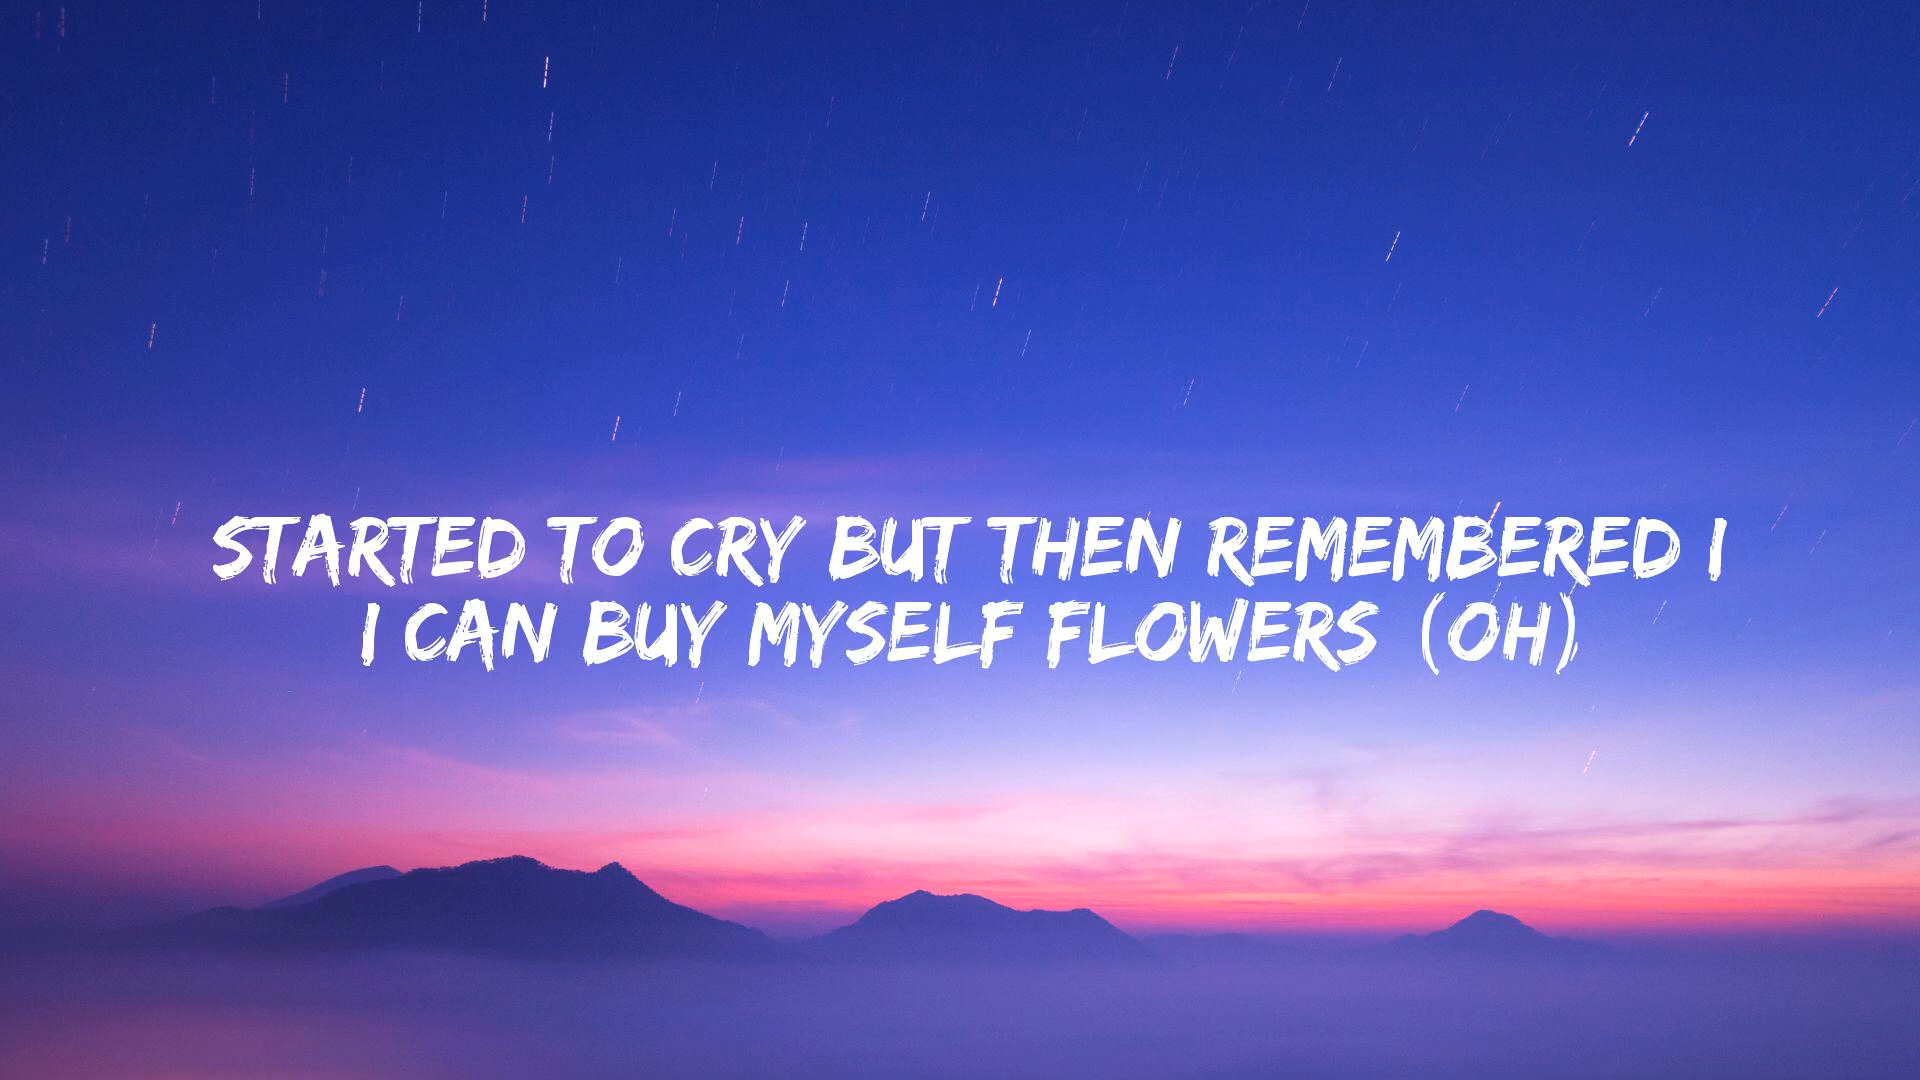 STARTED TO CRY BUT THEN REMEMBERED I
I CAN BUY MYSELF FLOWERS (OH)